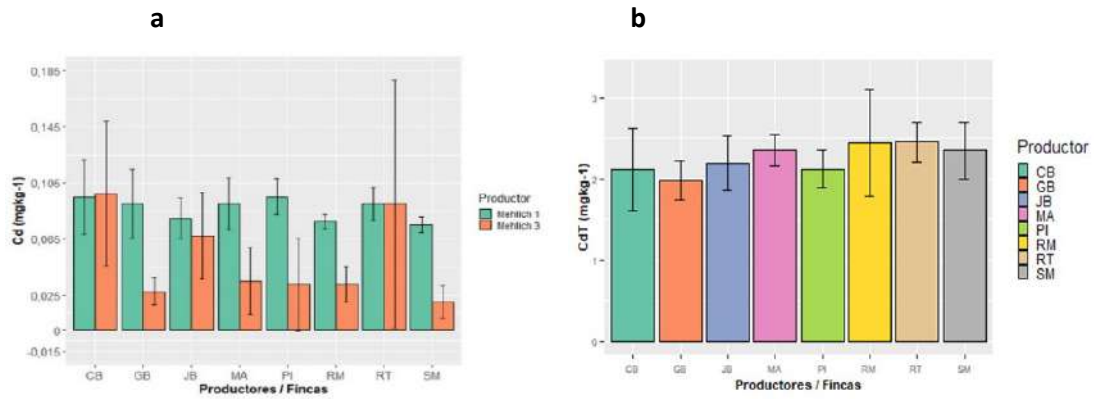 a
b
0,185
0,145
0,105
0,065
0,025
0
-0,015
Cd (mgkg-1)
CB GB JB MA PI RM RT SM
Productores / Fincas
Productor
Mehlich 1
Mehlich 3
3
2
1
0
CdT (mgkg-1)
CB GB JB MA PI RM RT SM
Productores / Fincas
Productor
CB
GB
JB
MA
PI
RM
RT
SM